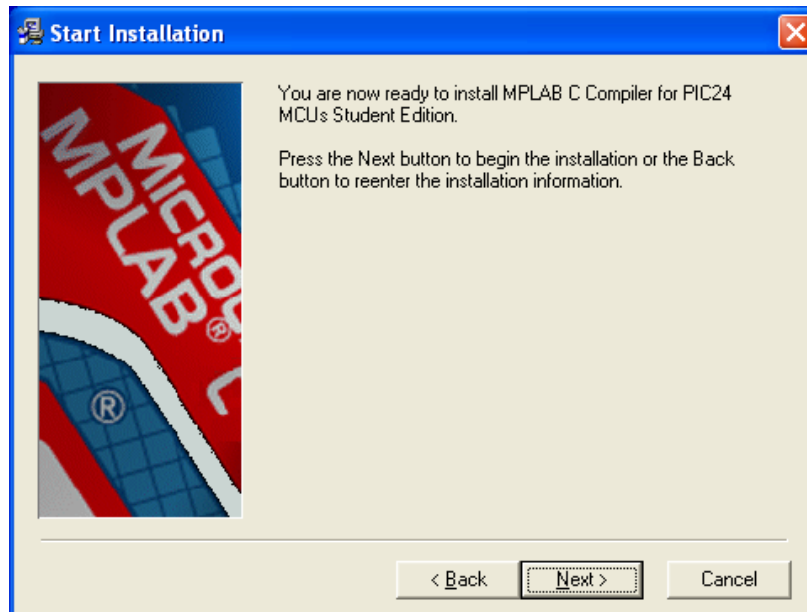 Start Installation
You are now ready to install MPLAB C Compiler for PIC24
MCUs Student Edition.
Press the Next button to begin the installation or the Back
button to reenter the installation information.
MICRO
MPLAB® C
®
< Back
Next >
Cancel